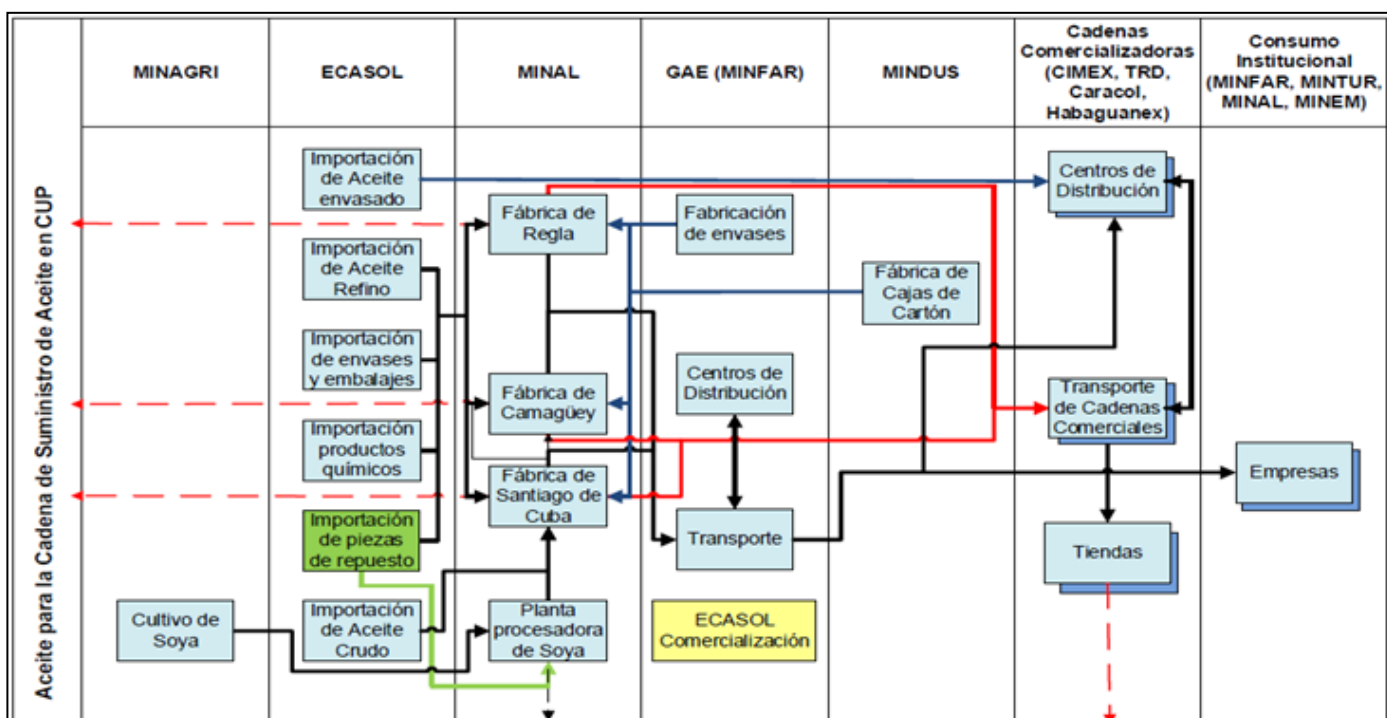 MINAGRI
ECASOL
MINAL
GAE (MINFAR)
MINDUS
Cadenas
Comercializadoras
(CIMEX, TRD,
Caracol,
Habaguanex)
Consumo
Institucional
(MINFAR, MINTUR,
MINAL, MINEM)
Aceite para la Cadena de Suministro de Aceite en CUP
Importación
de Aceite
envasado
Centros de
Distribución
Fábrica de
Regla
Fabricación
de envases
Importación
de Aceite
Refino
Fábrica de
Cajas de
Cartón
Importación
de envases
y embalajes
Fábrica de
Camagüey
Centros de
Distribución
Transporte
de Cadenas
Comerciales
Importación
productos
químicos
Fábrica de
Santiago de
Cuba
Empresas
Importación
de piezas
de repuesto
Transporte
Tiendas
Cultivo de
Soya
Importación
de Aceite
Crudo
Planta
procesadora
de Soya
ECASOL
Comercialización